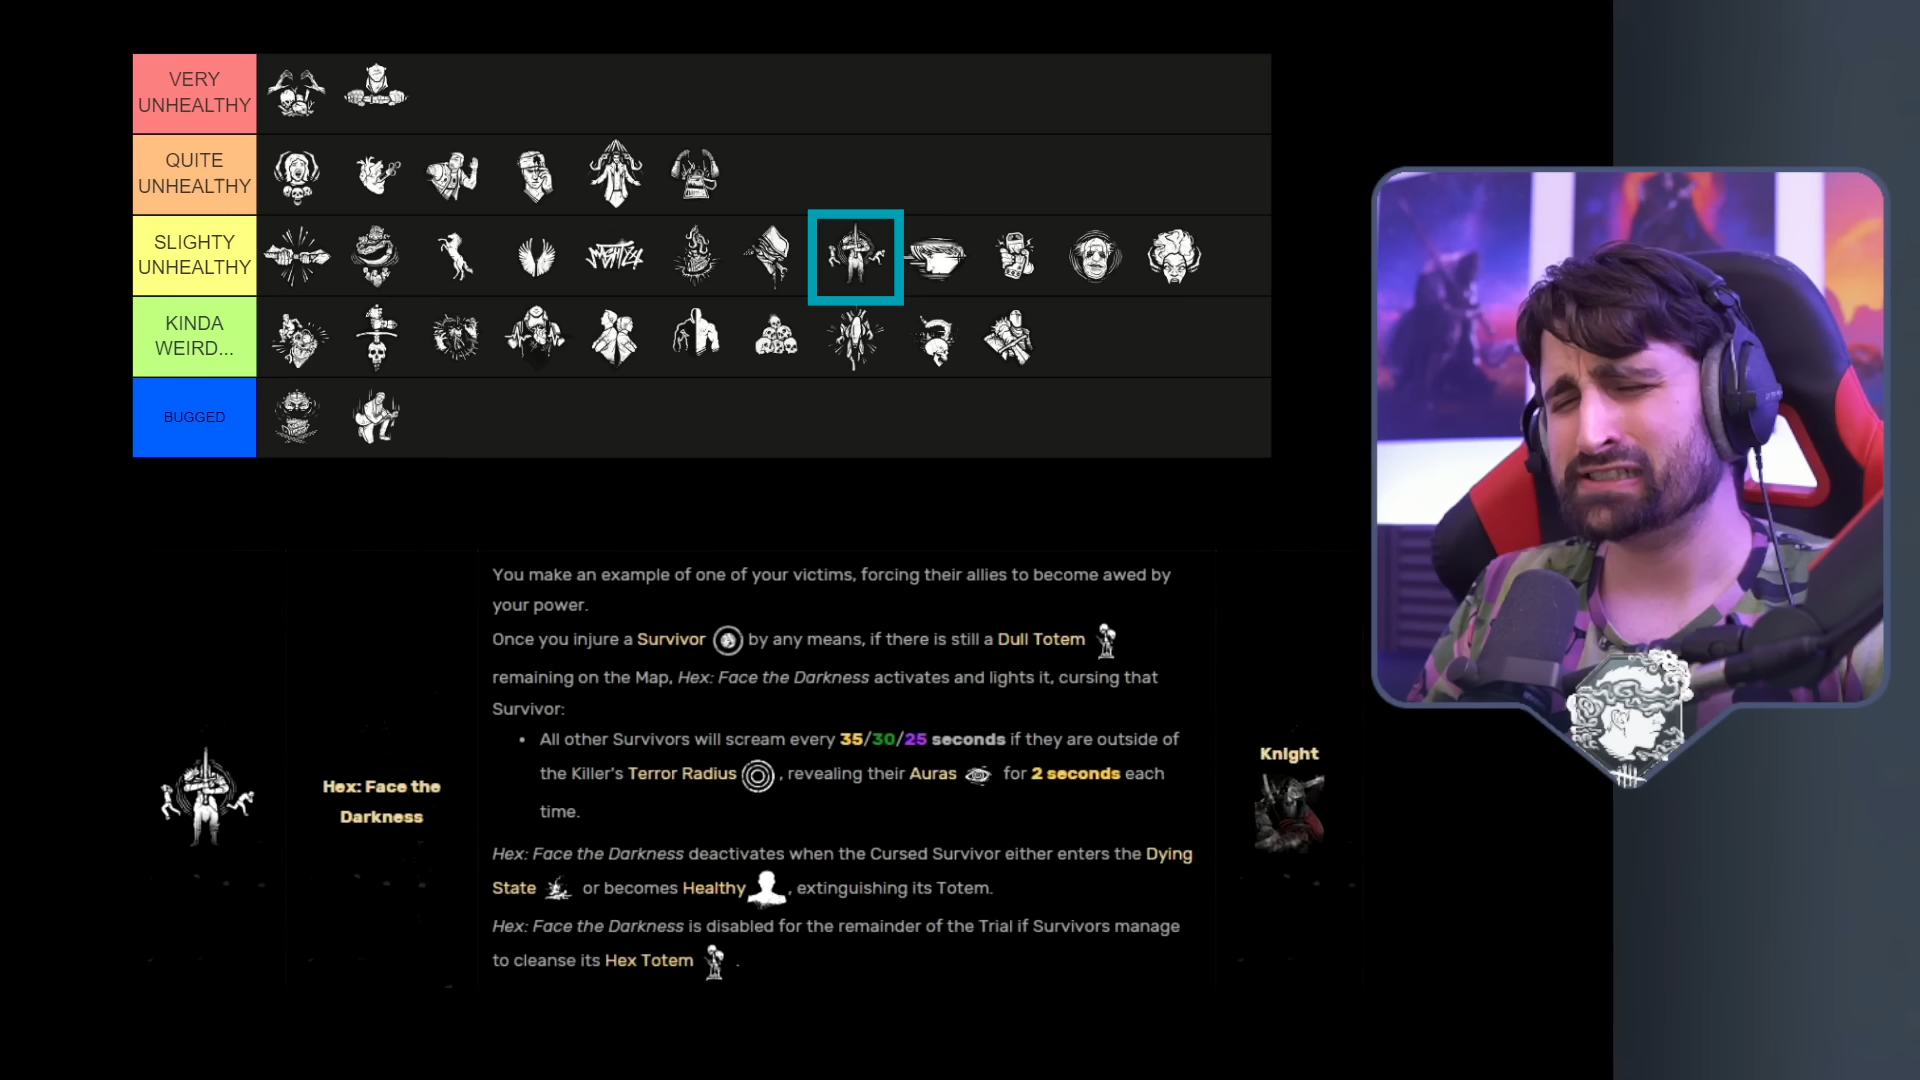 VERY
UNHEALTHY
QUITE
UNHEALTHY
SLIGHTY
UNHEALTHY
KINDA
WEIRD...
BUGGED
You make an example of one of your victims, forcing their allies to become awed by
your power.
Once you injure a Survivor by any means, if there is still a Dull Totem
remaining on the Map, Hex: Face the Darkness activates and lights it, cursing that
Survivor:
• All other Survivors will scream every 35/30/25 seconds if they are outside of
the Killer's Terror Radius , revealing their Auras for 2 seconds each
time.
Hex: Face the Darkness deactivates when the Cursed Survivor either enters the Dying
State or becomes Healthy , extinguishing its Totem.
Hex: Face the Darkness is disabled for the remainder of the Trial if Survivors manage
to cleanse its Hex Totem .
Hex: Face the
Darkness
Knight